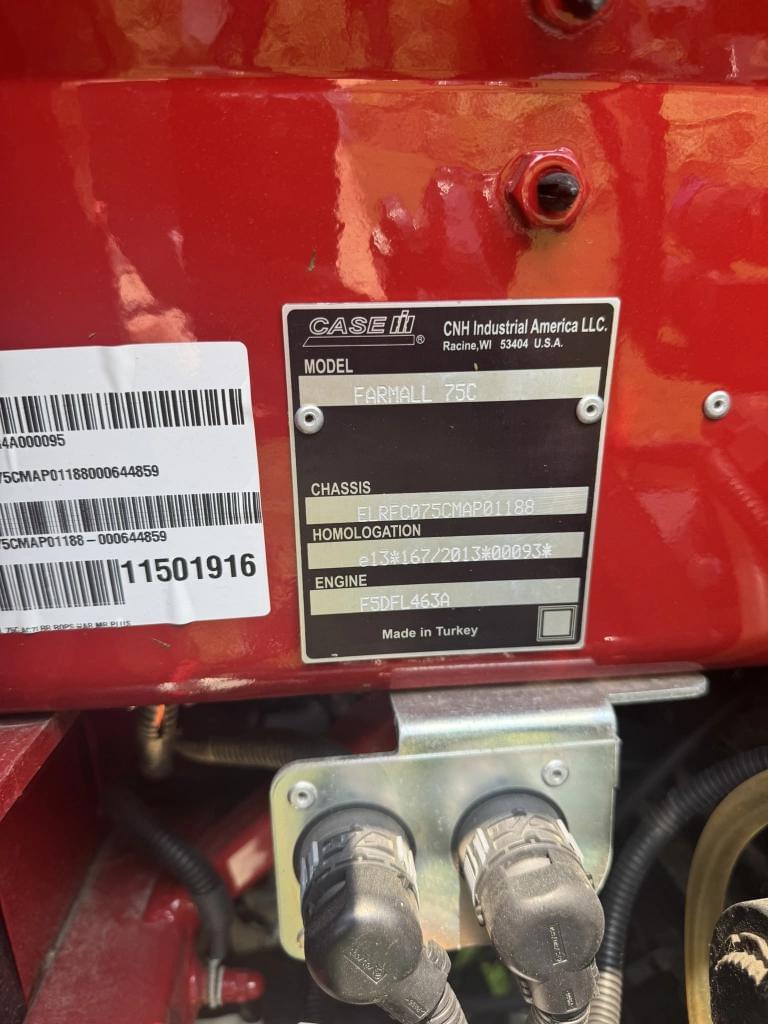 CASE IH ®
CNH Industrial America LLC.
Racine, WI 53404 U.S.A.
MODEL
FARMALL 75C
CHASSIS
ELRFC075CMAP01188
HOMOLOGATION
e13*167/2013*00093*
ENGINE
F5DFL463A
Made in Turkey
4A000095
75CMAP01188000644859
75CMAP01188-000644859
11501916